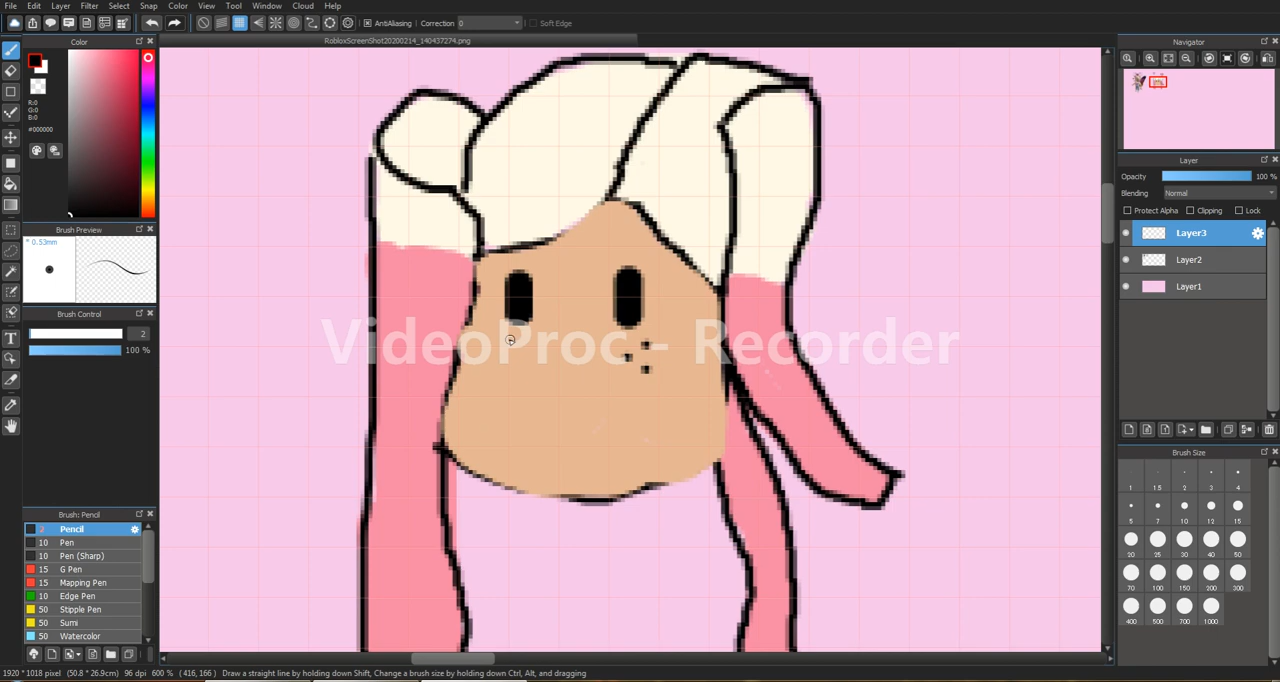 File Edit Layer Filter Select Snap Color View Tool Window Cloud Help
AntiAliasing Correction 0 Soft Edge
Color
RobloxScreenShot20200214_140437274.png
Navigator
R:0
G:0
B:0
#000000
Brush Preview
* 0.53mm
Brush Control
2
100 %
Brush: Pencil
2 Pencil
10 Pen
10 Pen (Sharp)
15 G Pen
15 Mapping Pen
10 Edge Pen
50 Stipple Pen
50 Sumi
50 Watercolor
VideoProc - Recorder
Layer
Opacity 100 %
Blending Normal
Protect Alpha Clipping Lock
Layer3
Layer2
Layer1
Brush Size
1 1.5 2 3 4
5 7 10 12 15
20 25 30 40 50
70 100 150 200 300
400 500 700 1000
1920 * 1018 pixel (50.8 * 26.9cm) 96 dpi 600 % ( 416, 166 ) Draw a straight line by holding down Shift, Change a brush size by holding down Ctrl, Alt, and dragging